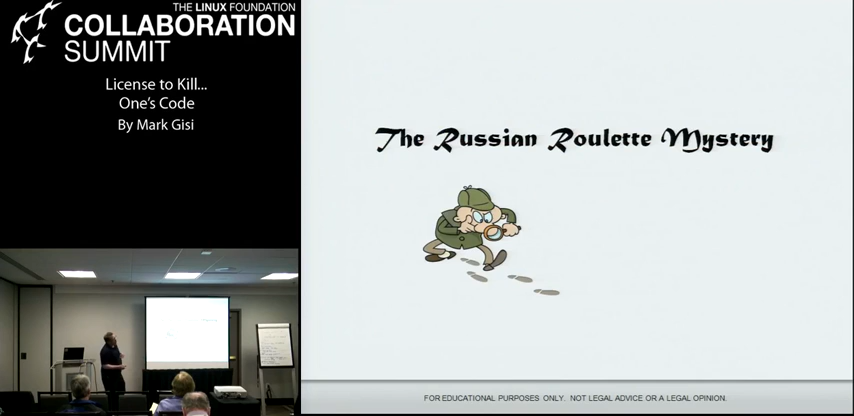 THE LINUX FOUNDATION
COLLABORATION
SUMMIT
License to Kill...
One's Code
By Mark Gisi
The Russian Roulette Mystery
FOR EDUCATIONAL PURPOSES ONLY. NOT LEGAL ADVICE OR A LEGAL OPINION.